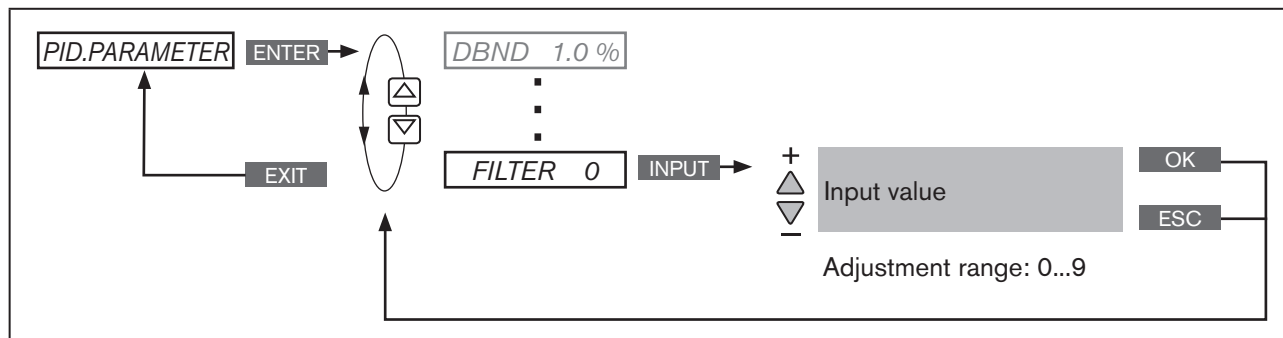 PID.PARAMETER ENTER DBND 1.0 %
EXIT FILTER 0 INPUT + Input value - OK
ESC
Adjustment range: 0...9